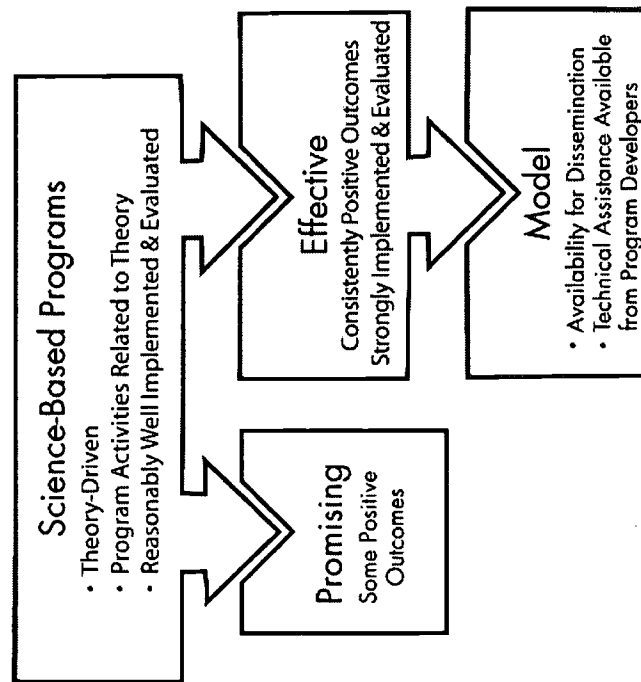 Science-Based Programs
· Theory-Driven
· Program Activities Related to Theory
· Reasonably Well Implemented & Evaluated
Promising
Some Positive
Outcomes
Effective
Consistently Positive Outcomes
Strongly Implemented & Evaluated
Model
· Availability for Dissemination
· Technical Assistance Available
from Program Developers